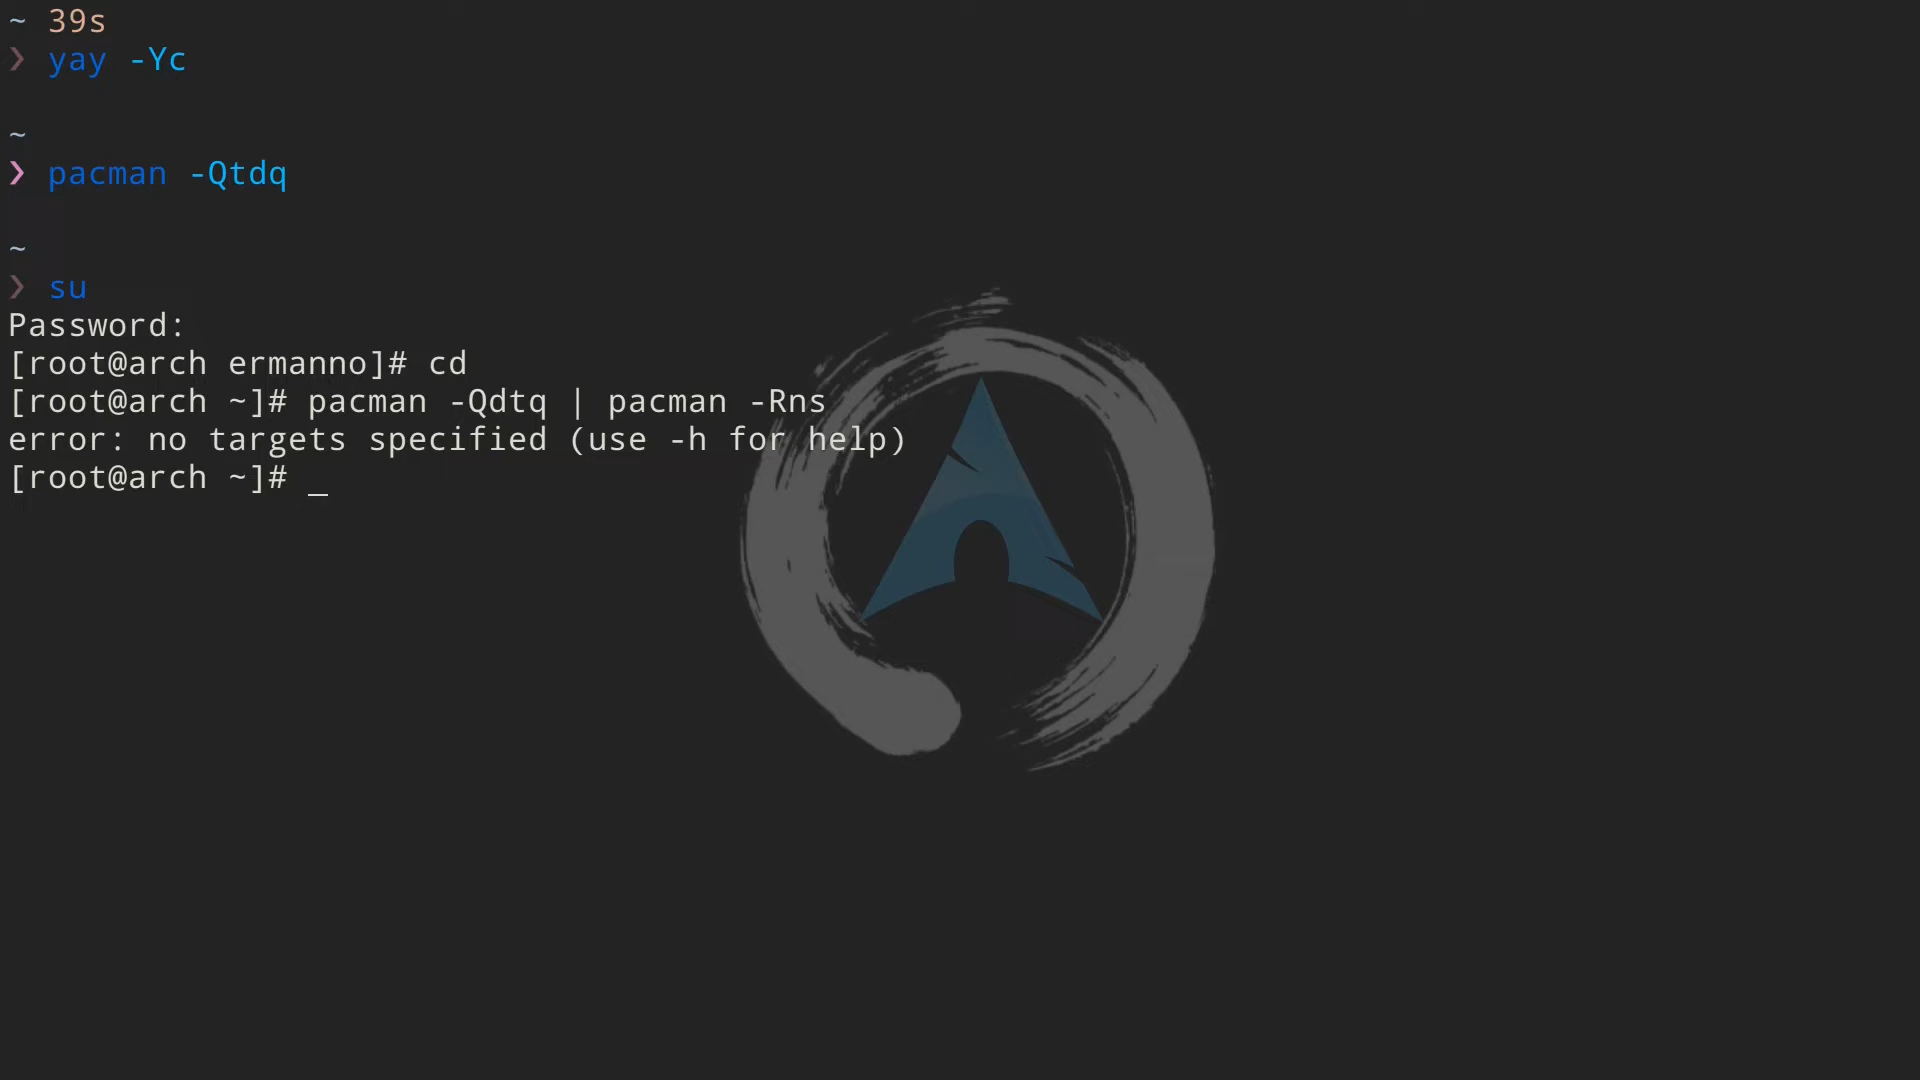 ~ 39s
❯ yay -Yc
~
❯ pacman -Qtdq
~
❯ su
Password:
[root@arch ermanno]# cd
[root@arch ~]# pacman -Qdtq | pacman -Rns
error: no targets specified (use -h for help)
[root@arch ~]# _